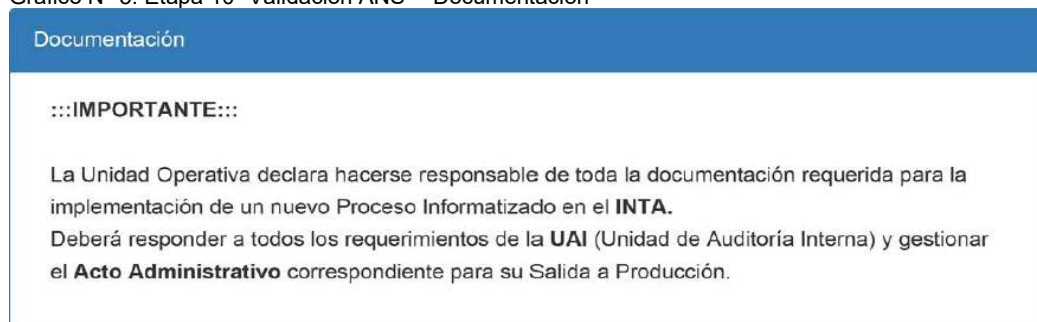 Documentación
:::IMPORTANTE:::
La Unidad Operativa declara hacerse responsable de toda la documentación requerida para la
implementación de un nuevo Proceso Informatizado en el INTA.
Deberá responder a todos los requerimientos de la UAI (Unidad de Auditoría Interna) y gestionar
el Acto Administrativo correspondiente para su Salida a Producción.